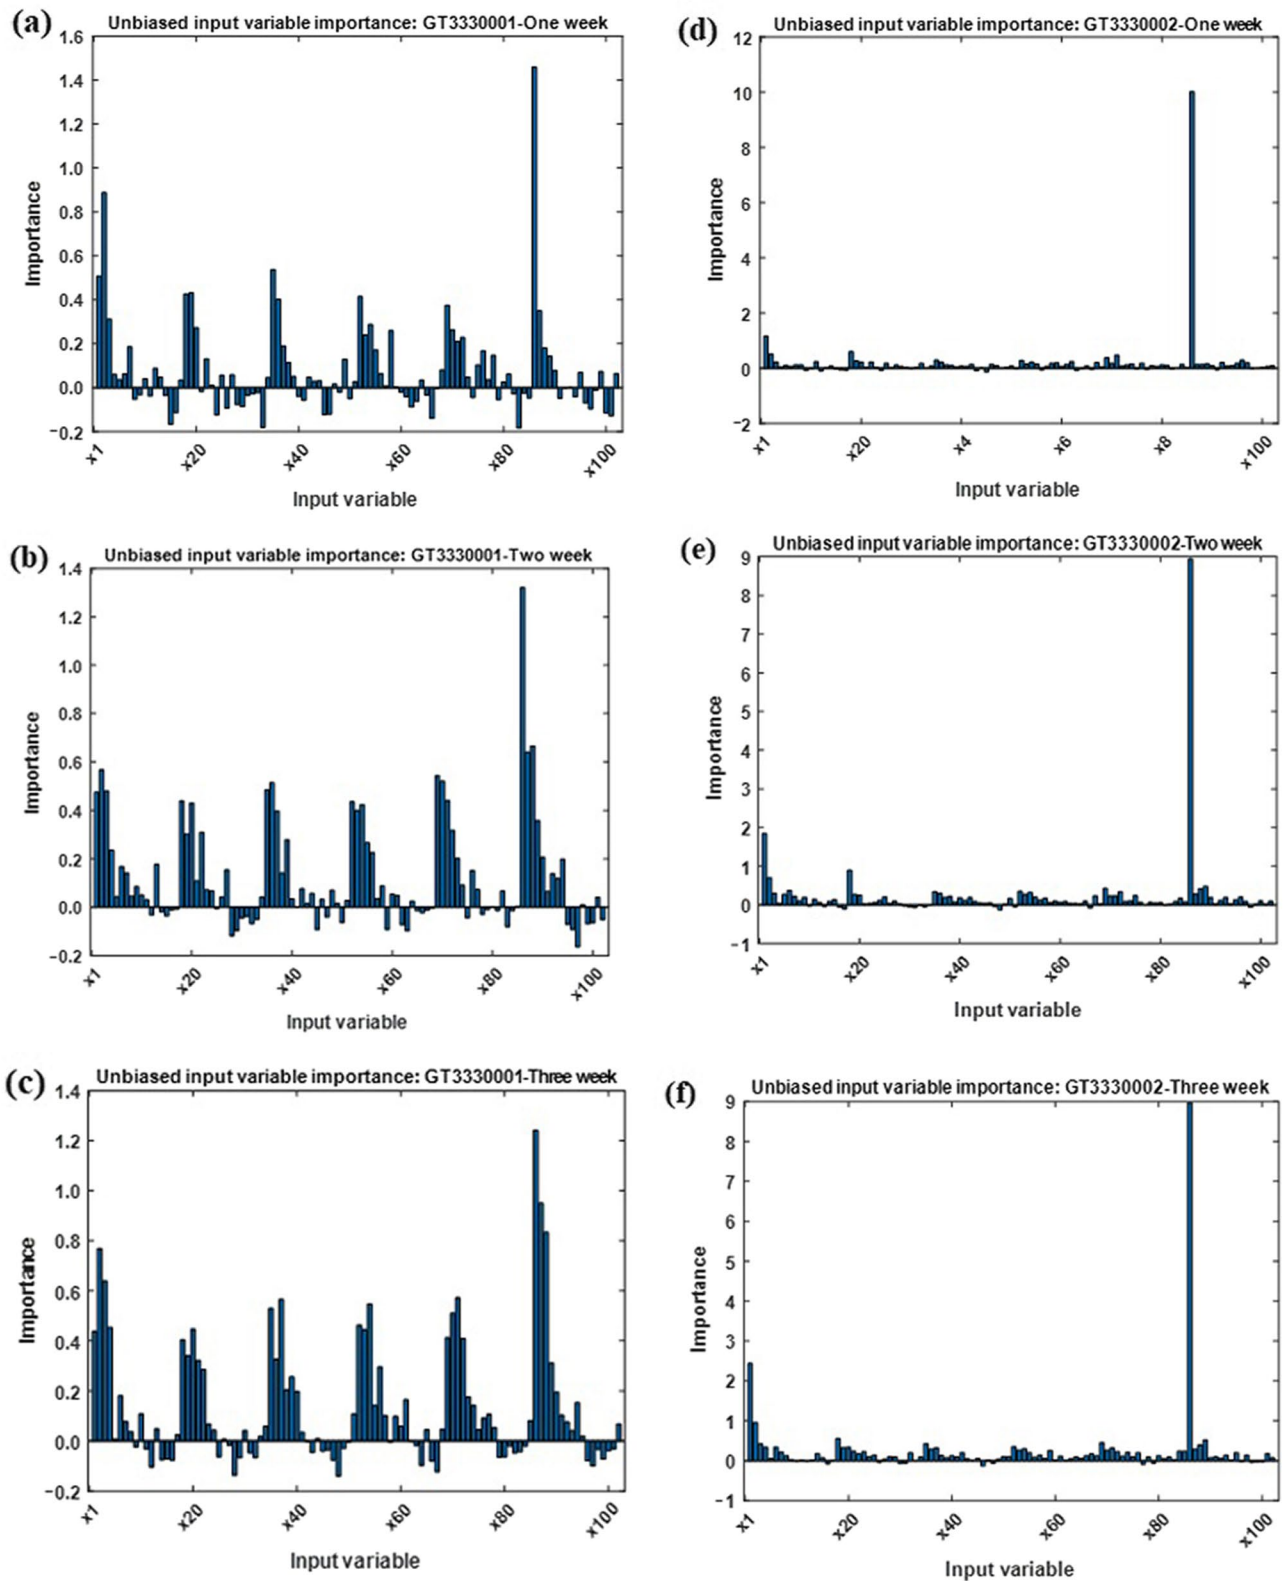 (a)
Unbiased input variable importance: GT3330001-One week
1.6
1.4
1.2
1.0
0.8
0.6
0.4
0.2
0.0
−0.2
Importance
x1
x20
x40
x60
x80
x100
Input variable
(d)
Unbiased input variable importance: GT3330002-One week
12
10
8
6
4
2
0
−2
Importance
x1
x20
x4
x6
x8
x100
Input variable
(b)
Unbiased input variable importance: GT3330001-Two week
1.4
1.2
1.0
0.8
0.6
0.4
0.2
0.0
−0.2
Importance
x1
x20
x40
x60
x80
x100
Input variable
(e)
Unbiased input variable importance: GT3330002-Two week
9
8
7
6
5
4
3
2
1
0
−1
Importance
x1
x20
x40
x60
x80
x100
Input variable
(c)
Unbiased input variable importance: GT3330001-Three week
1.4
1.2
1.0
0.8
0.6
0.4
0.2
0.0
−0.2
Importance
x1
x20
x40
x60
x80
x100
Input variable
(f)
Unbiased input variable importance: GT3330002-Three week
9
8
7
6
5
4
3
2
1
0
−1
Importance
x1
x20
x40
x60
x80
x100
Input variable